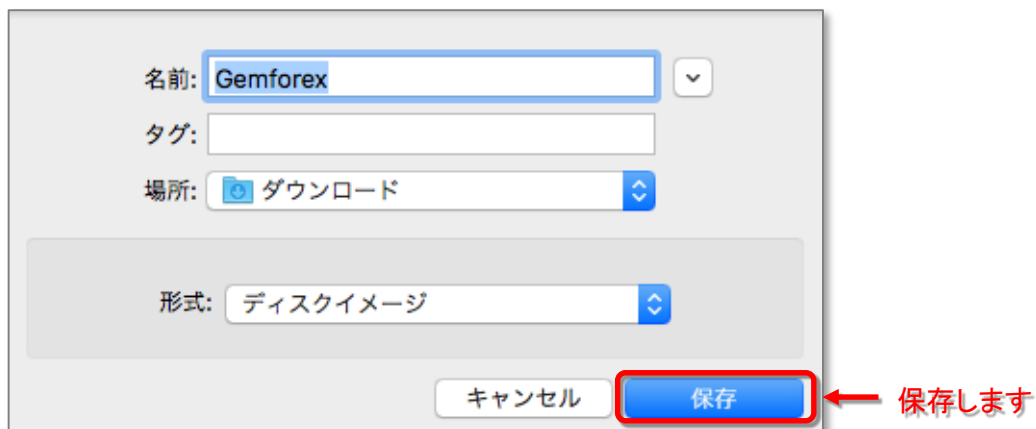 名前: Gemforex
タグ:
場所: ダウンロード
形式: ディスクイメージ
キャンセル 保存 保存します